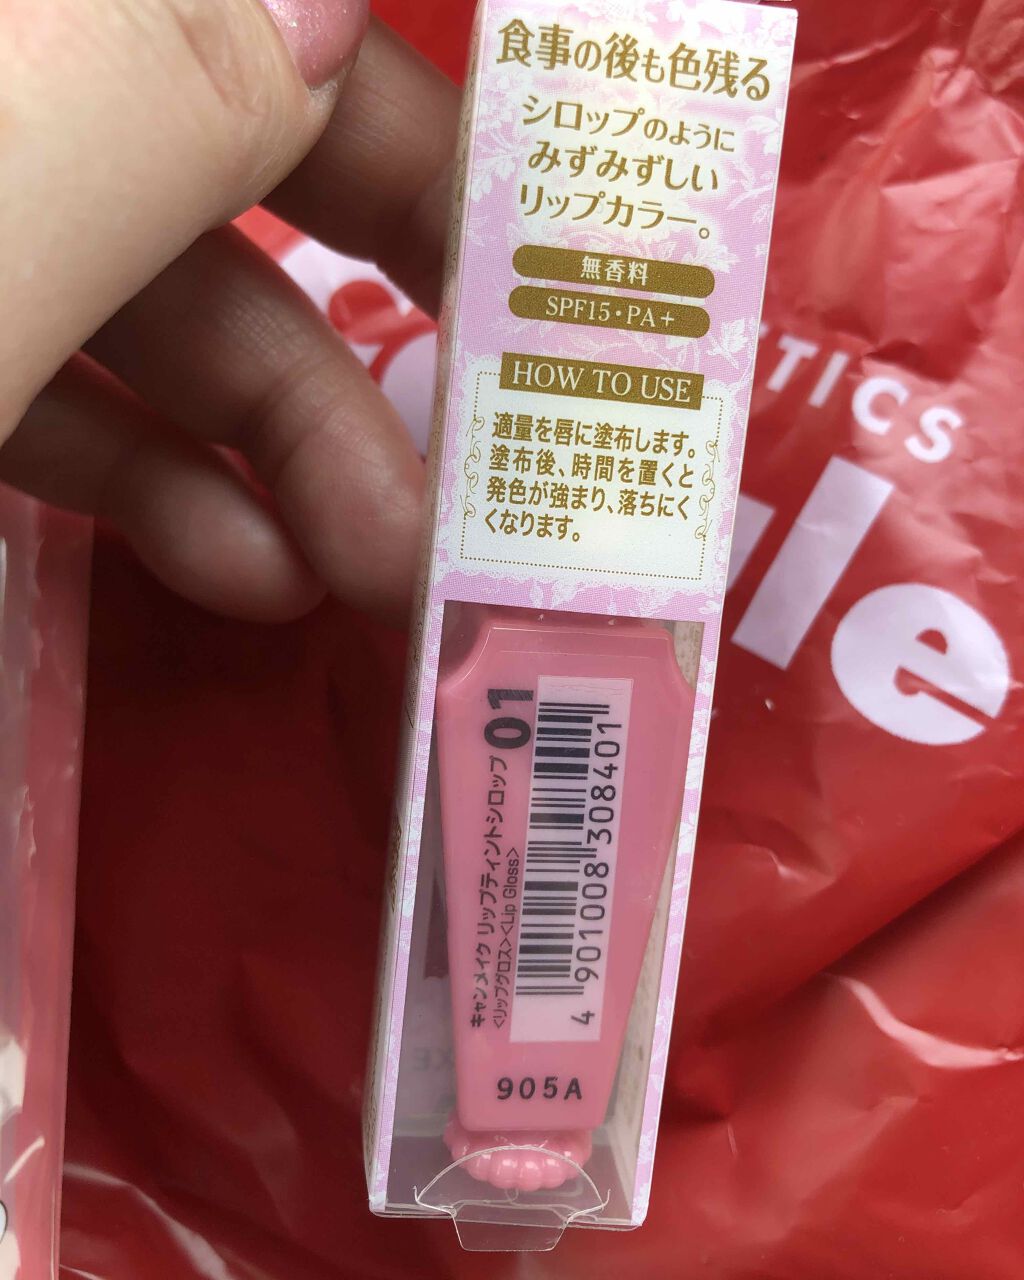 食事の後も色残る
シロップのように
みずみずしい
リップカラー。
無香料
SPF15・PA+
HOW TO USE
適量を唇に塗布します。
塗布後、時間を置くと
発色が強まり、落ちにく
くなります。
キャンメイク リップティントシロップ 01
<リップグロス><Lip Gloss>
4 901008 308401
905A
TICS
le